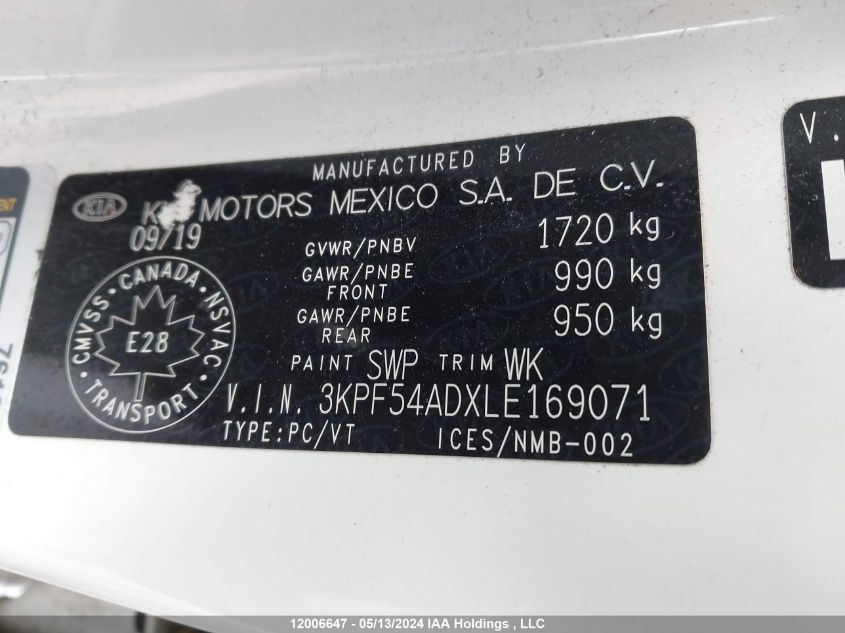 MANUFACTURED BY
KIA
MOTORS MEXICO S.A. DE C.V.
09/19
GVWR/PNBV 1720 kg
GAWR/PNBE FRONT 990 kg
GAWR/PNBE REAR 950 kg
CMVSS · CANADA · NSVAC · TRANSPORT ·
E28
PAINT SWP TRIM WK
V.I.N. 3KPF54ADXLE169071
TYPE:PC/VT ICES/NMB-002
V.
12006647 - 05/13/2024 IAA Holdings , LLC